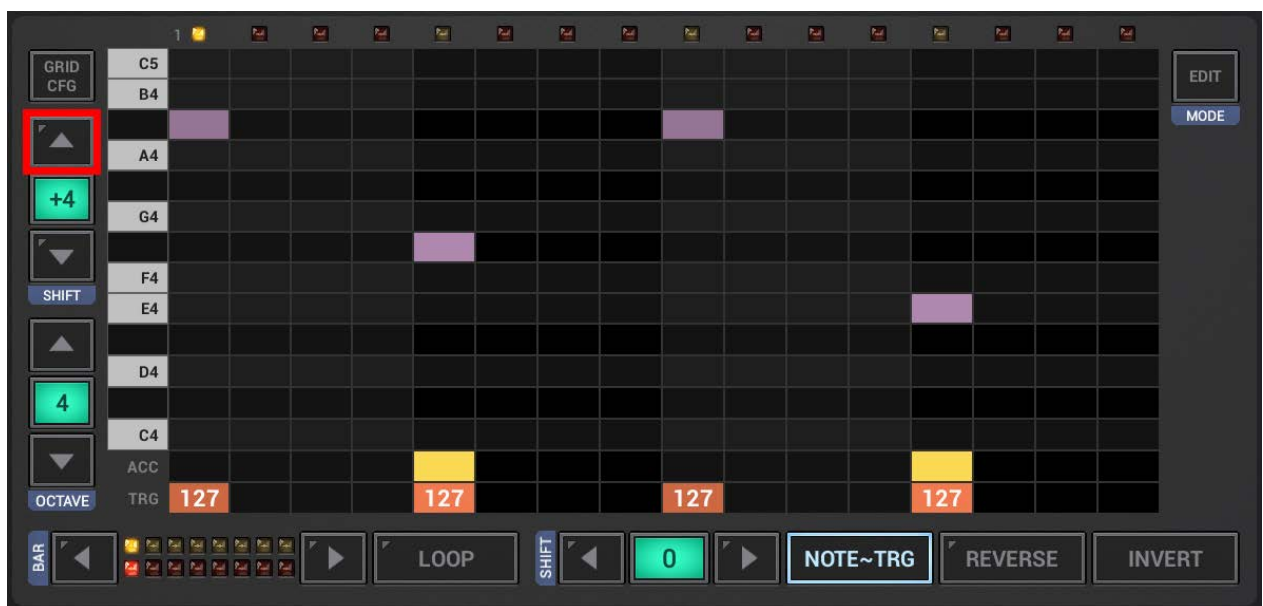 1
GRID
CFG
C5
EDIT
B4
MODE
A4
+4
G4
F4
SHIFT
E4
D4
4
C4
ACC
OCTAVE
TRG 127 127 127 127
BAR
LOOP
SHIFT
0
NOTE~TRG
REVERSE
INVERT